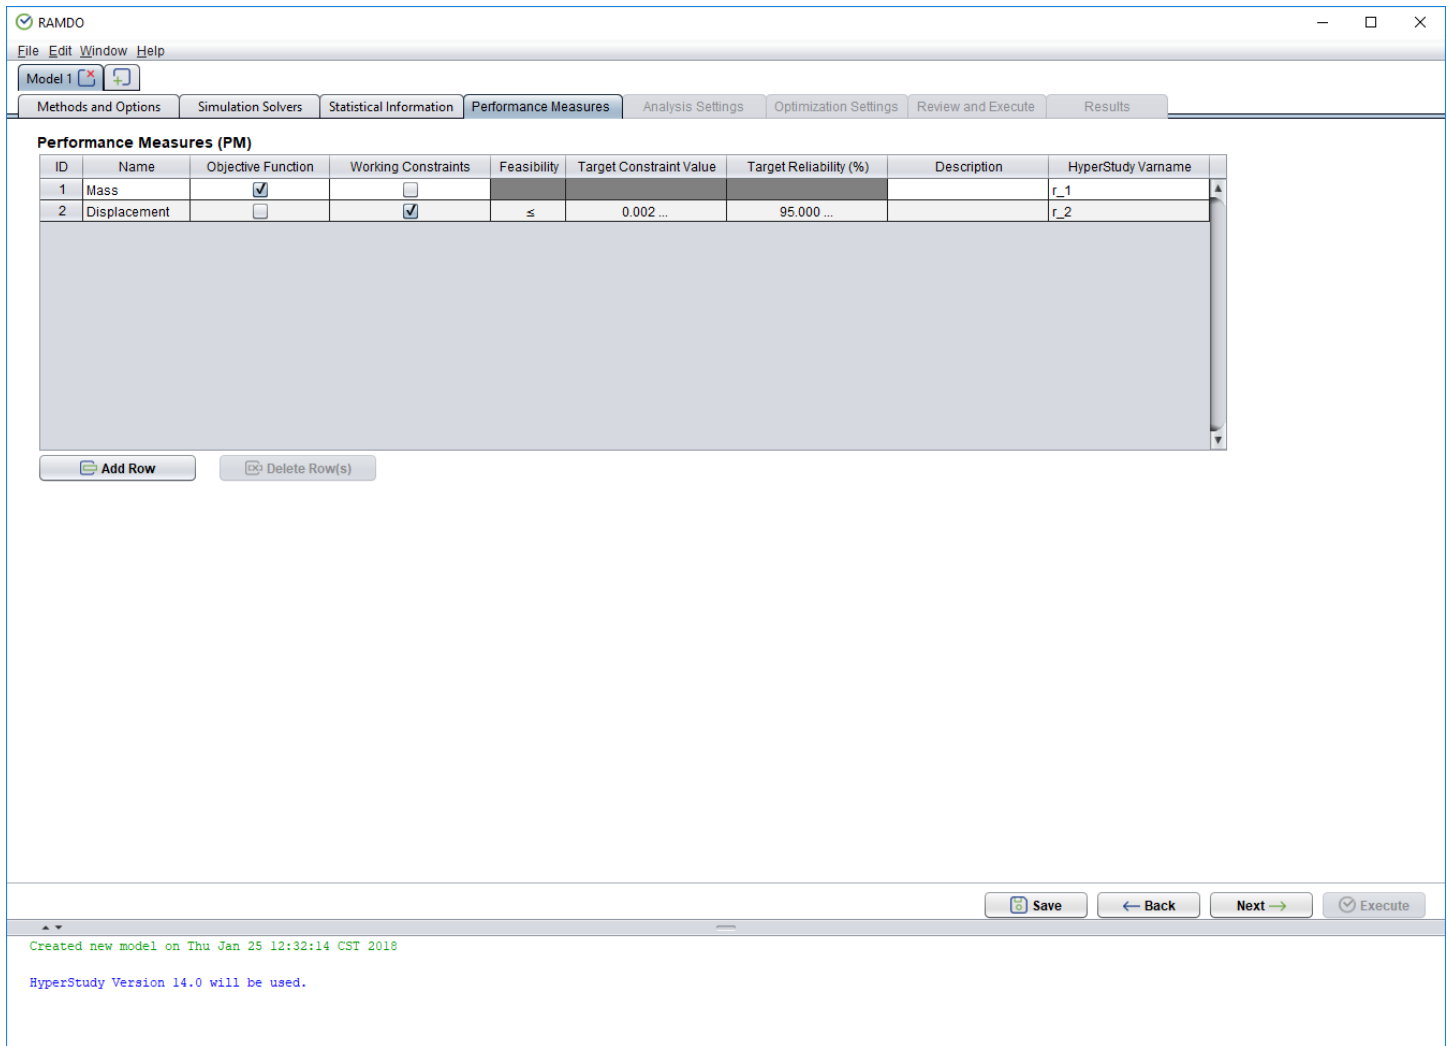 RAMDO
File Edit Window Help
Model 1
Methods and Options Simulation Solvers Statistical Information Performance Measures Analysis Settings Optimization Settings Review and Execute Results
Performance Measures (PM)
ID Name Objective Function Working Constraints Feasibility Target Constraint Value Target Reliability (%) Description HyperStudy Varname
1 Mass r_1
2 Displacement ≤ 0.002 ... 95.000 ... r_2
Add Row Delete Row(s)
Save Back Next Execute
Created new model on Thu Jan 25 12:32:14 CST 2018
HyperStudy Version 14.0 will be used.